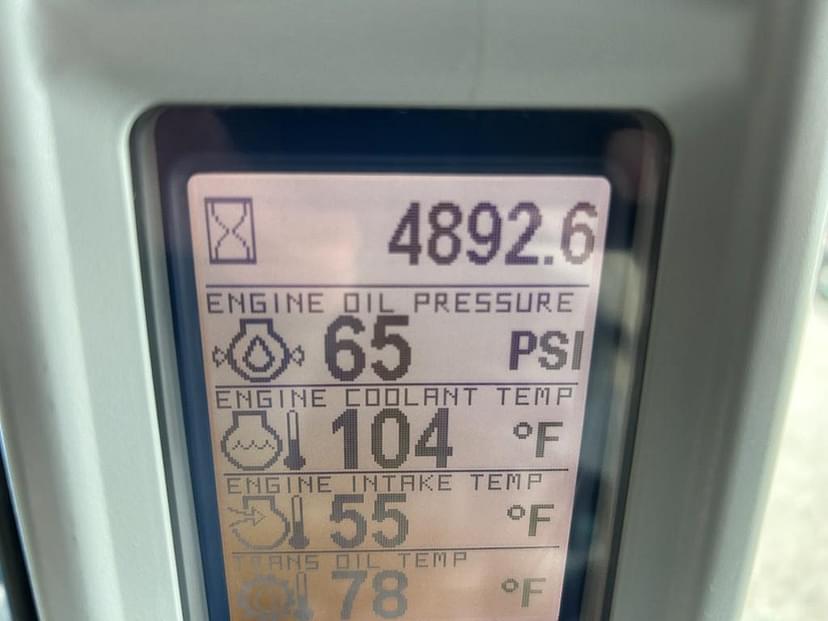 4892.6
ENGINE OIL PRESSURE
65 PSI
ENGINE COOLANT TEMP
104 °F
ENGINE INTAKE TEMP
55 °F
TRANS OIL TEMP
78 °F